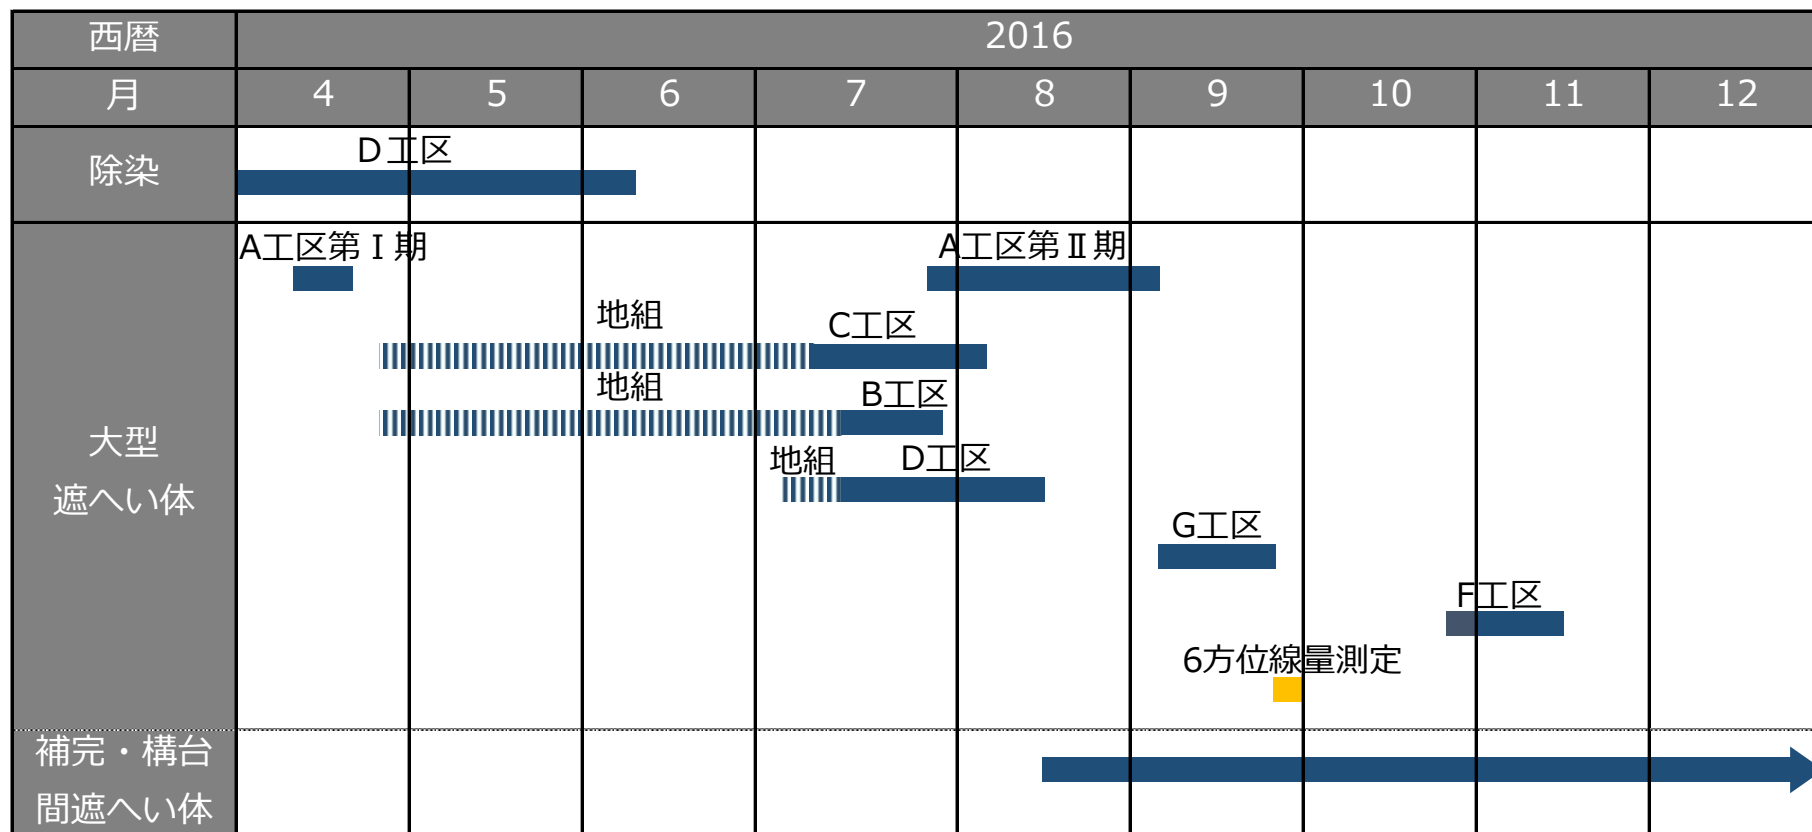 西暦 2016
月 4 5 6 7 8 9 10 11 12
除染
D工区
A工区第Ⅰ期
A工区第Ⅱ期
地組
C工区
地組
B工区
大型
遮へい体
地組
D工区
G工区
F工区
6方位線量測定
補完・構台
間遮へい体